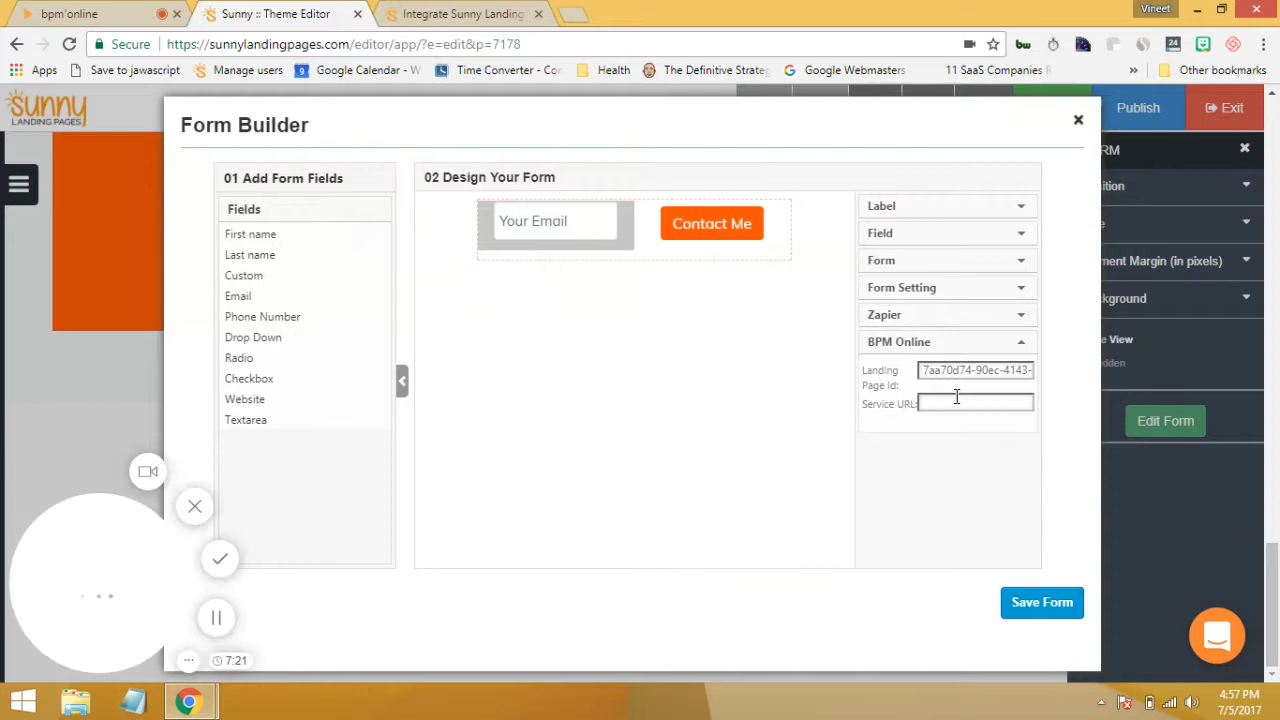 bpm'online
Sunny :: Theme Editor
Integrate Sunny Landing
Vineet
Secure
https://sunnylandingpages.com/editor/app/?e=edit&p=7178
Apps
Save to javascript
Manage users
Google Calendar - W
Time Converter - Co
Health
The Definitive Strateg
Google Webmasters
11 SaaS Companies
Other bookmarks
sunny
LANDING PAGES
Publish
Exit
Form Builder
RM
01 Add Form Fields
02 Design Your Form
ition
Fields
Your Email
Contact Me
Label
First name
Field
Last name
Form
ment Margin (in pixels)
Custom
Form Setting
Email
kground
Phone Number
Zapier
Drop Down
BPM Online
e View
Radio
dden
Landing
Page Id:
7aa70d74-90ec-4143-
Checkbox
Website
Service URL:
Textarea
Edit Form
Save Form
7:21
4:57 PM
7/5/2017